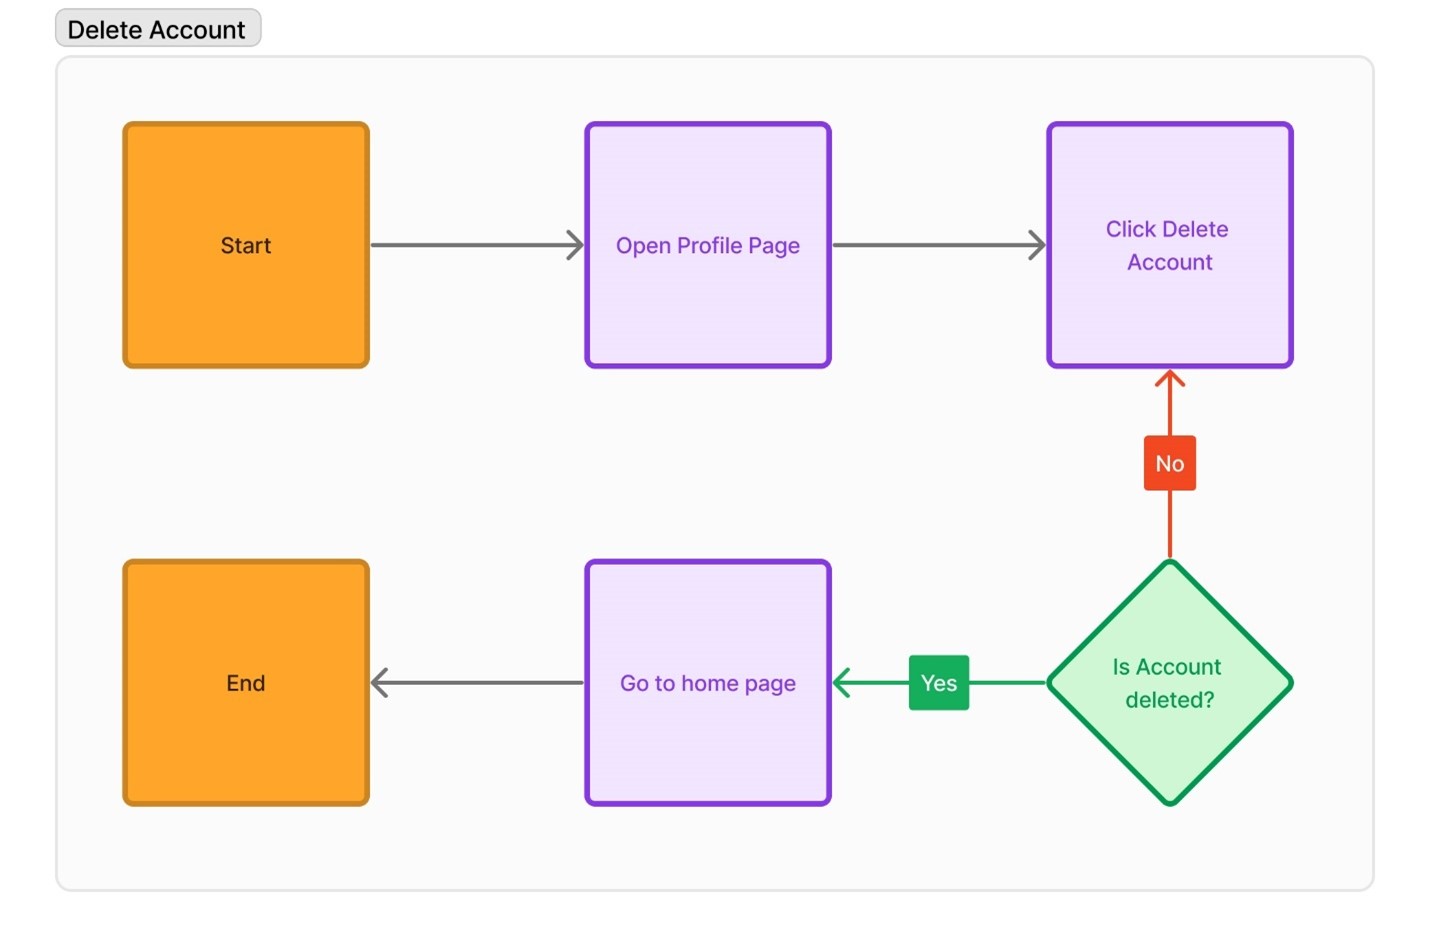 Delete Account
Start
Open Profile Page
Click Delete
Account
No
End
Go to home page
Yes
Is Account
deleted?